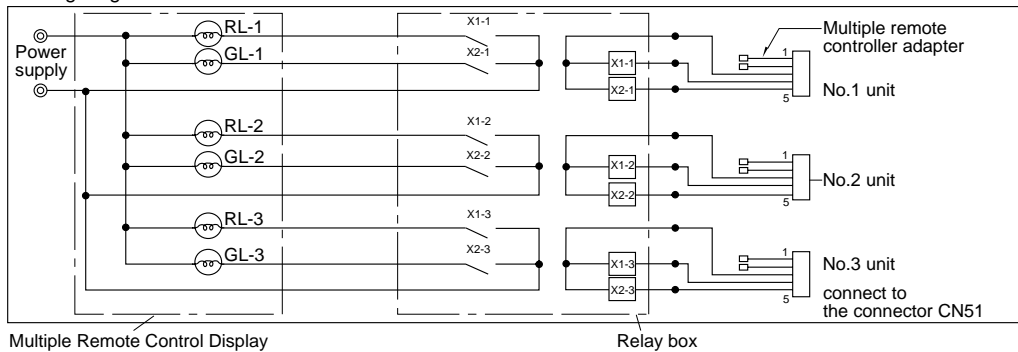 RL-1
X1-1
Power
supply
GL-1
X2-1
X1-1
X2-1
1
5
Multiple remote
controller adapter
No.1 unit
RL-2
X1-2
GL-2
X2-2
X1-2
X2-2
1
5
No.2 unit
RL-3
X1-3
GL-3
X2-3
X1-3
X2-3
1
5
No.3 unit
connect to
the connector CN51
Multiple Remote Control Display
Relay box